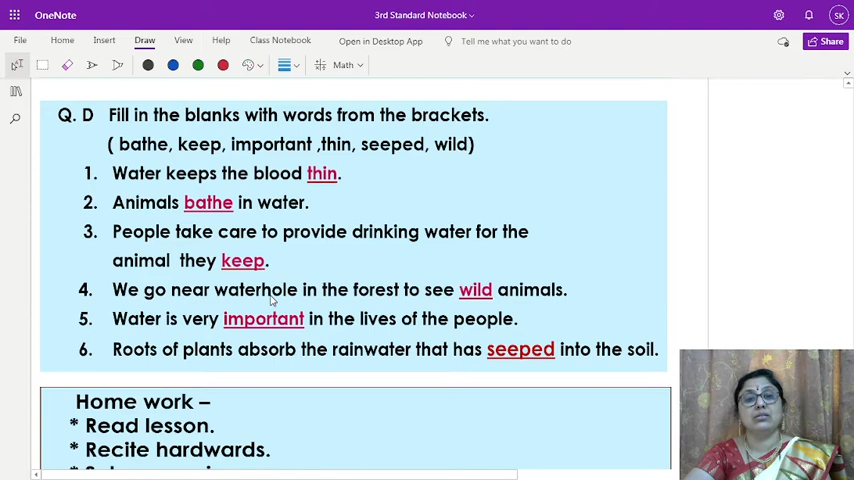 OneNote
3rd Standard Notebook
SK
File Home Insert Draw View Help Class Notebook Open in Desktop App Tell me what you want to do Share
Math
Q. D Fill in the blanks with words from the brackets.
( bathe, keep, important ,thin, seeped, wild)
1. Water keeps the blood thin.
2. Animals bathe in water.
3. People take care to provide drinking water for the
animal they keep.
4. We go near waterhole in the forest to see wild animals.
5. Water is very important in the lives of the people.
6. Roots of plants absorb the rainwater that has seeped into the soil.
Home work –
* Read lesson.
* Recite hardwards.